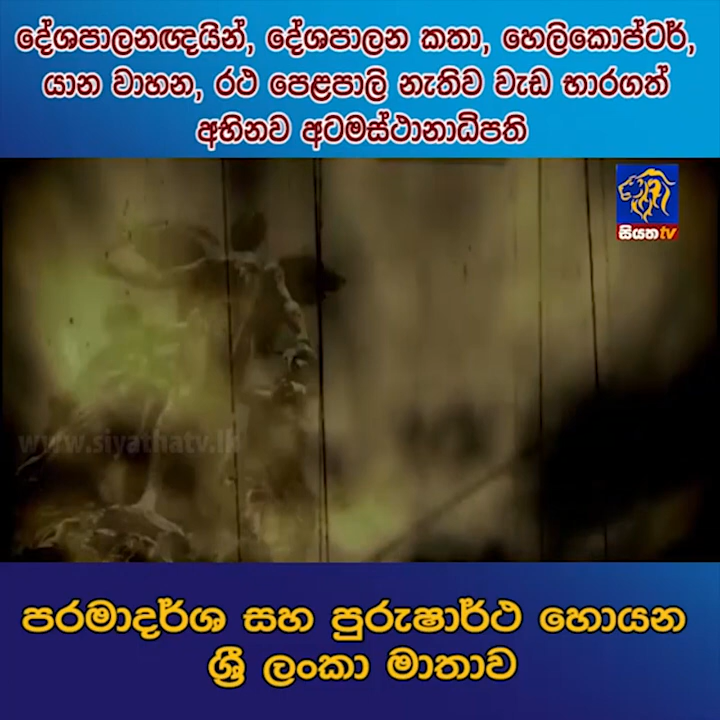 දේශපාලනඥයින්, දේශපාලන කතා, හෙලිකොප්ටර්,
යාන වාහන, රථ පෙළපාලි නැතිව වැඩ භාරගත්
අභිනව අටමස්ථානාධිපති
සියත tv
www.siyathatv.lk
පරමාදර්ශ සහ පුරුෂාර්ථ හොයන
ශ්‍රී ලංකා මාතාව